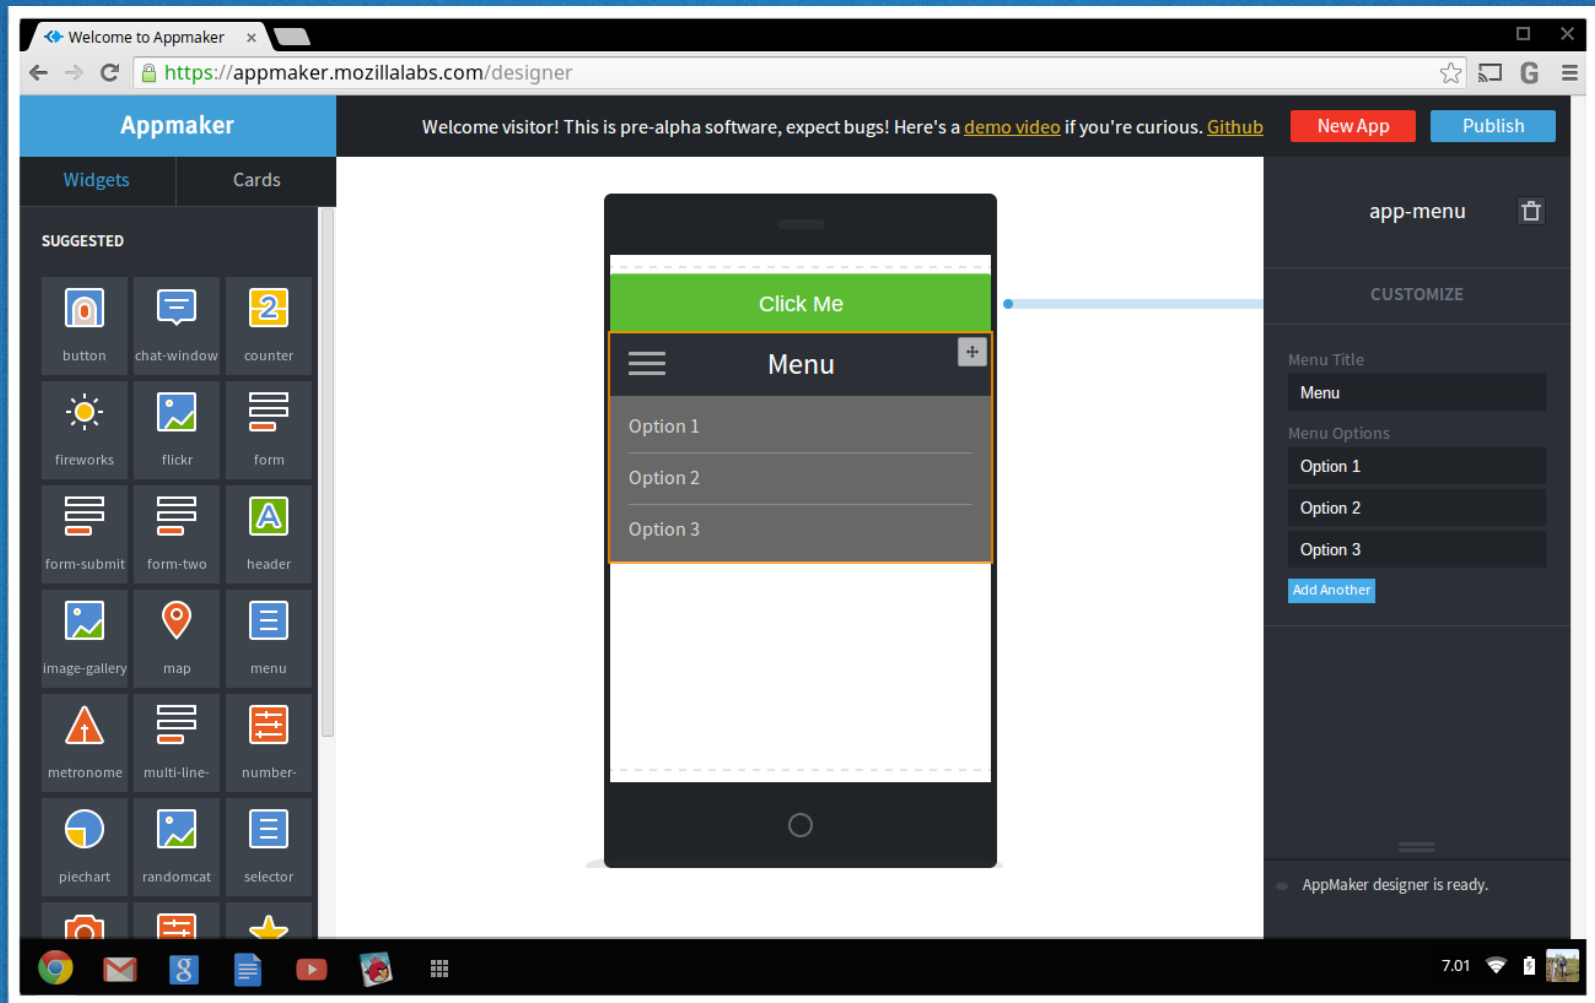 Welcome to Appmaker
https://appmaker.mozillalabs.com/designer
G
Appmaker
Welcome visitor! This is pre-alpha software, expect bugs! Here's a demo video if you're curious. Github
New App
Publish
Widgets
Cards
SUGGESTED
button
chat-window
counter
fireworks
flickr
form
form-submit
form-two
header
image-gallery
map
menu
metronome
multi-line-
number-
piechart
randomcat
selector
Click Me
Menu
Option 1
Option 2
Option 3
app-menu
CUSTOMIZE
Menu Title
Menu
Menu Options
Option 1
Option 2
Option 3
Add Another
AppMaker designer is ready.
7.01